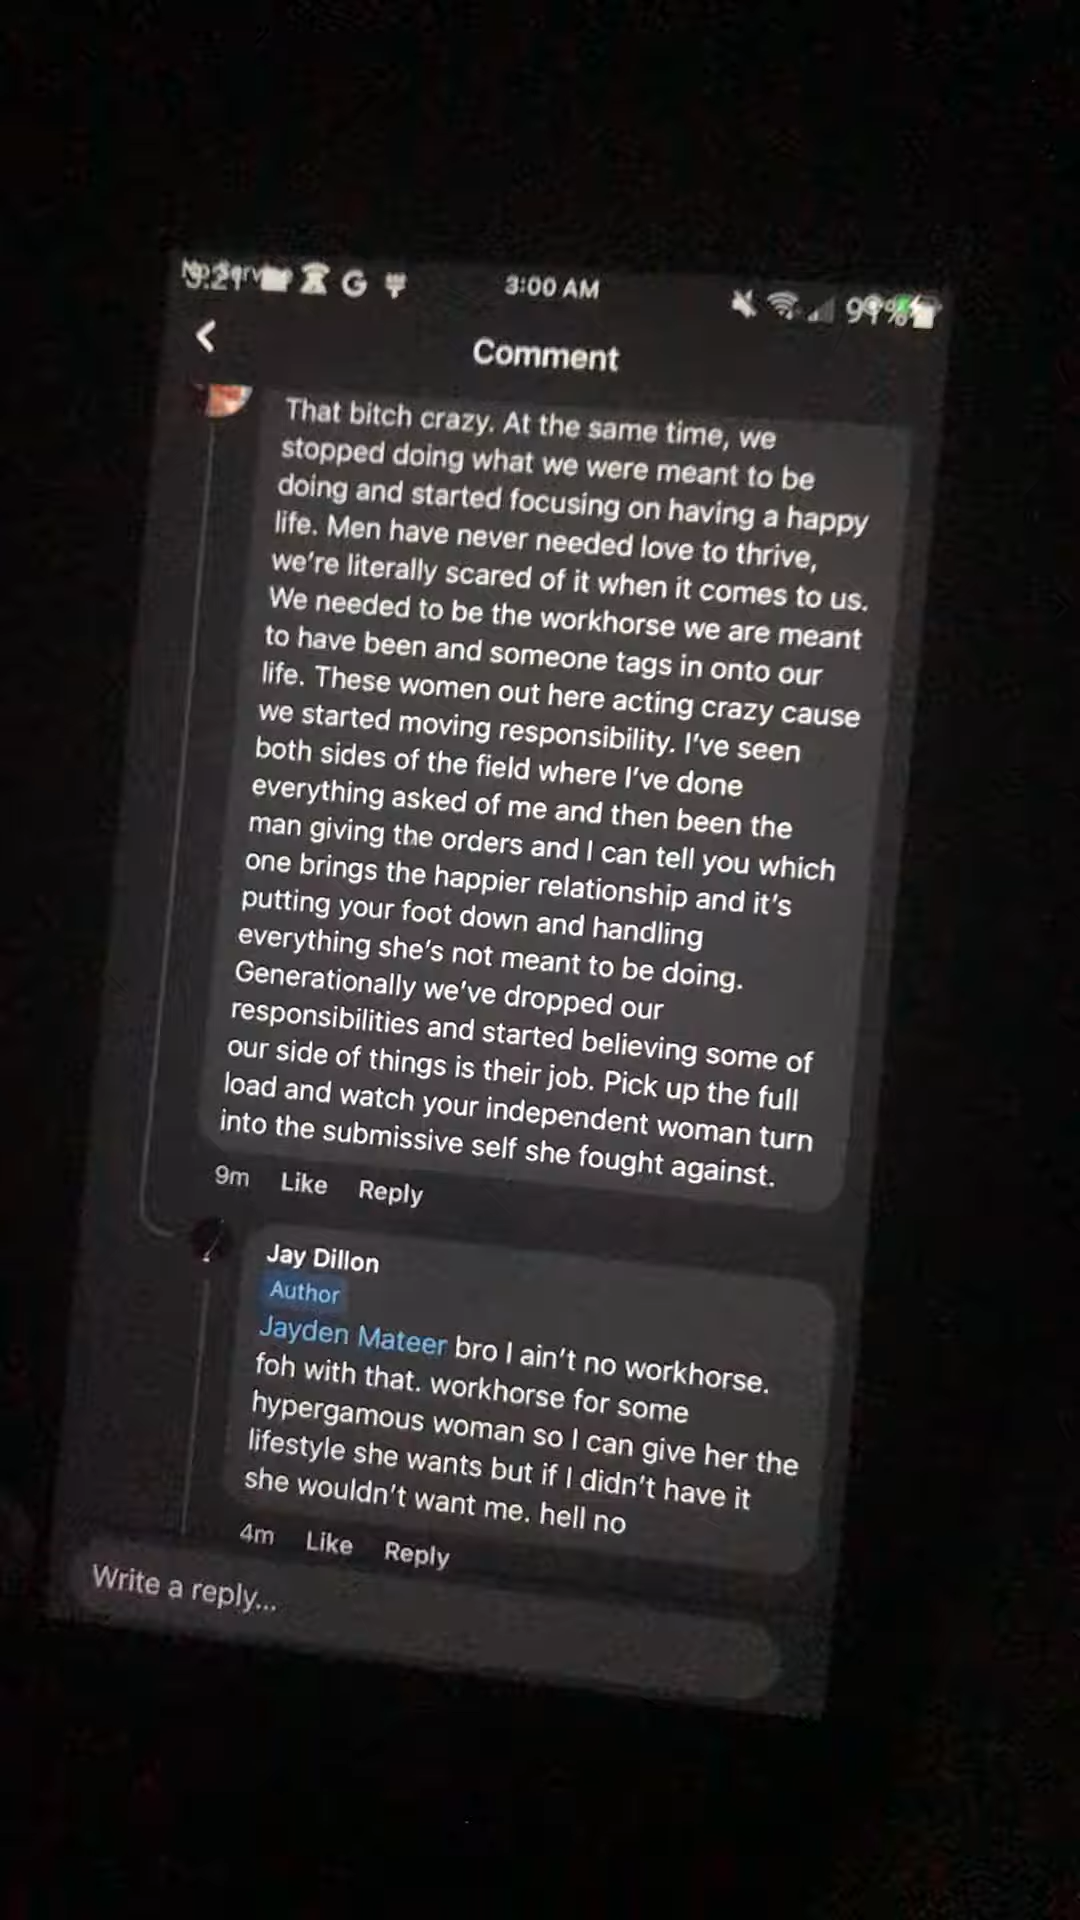 3:00 AM
Comment
That bitch crazy. At the same time, we
stopped doing what we were meant to be
doing and started focusing on having a happy
life. Men have never needed love to thrive,
we're literally scared of it when it comes to us.
We needed to be the workhorse we are meant
to have been and someone tags in onto our
life. These women out here acting crazy cause
we started moving responsibility. I've seen
both sides of the field where I've done
everything asked of me and then been the
man giving the orders and I can tell you which
one brings the happier relationship and it's
putting your foot down and handling
everything she's not meant to be doing.
Generationally we've dropped our
responsibilities and started believing some of
our side of things is their job. Pick up the full
load and watch your independent woman turn
into the submissive self she fought against.
9m Like Reply
Jay Dillon
Author
Jayden Mateer bro I ain't no workhorse.
foh with that. workhorse for some
hypergamous woman so I can give her the
lifestyle she wants but if I didn't have it
she wouldn't want me. hell no
4m Like Reply
Write a reply...